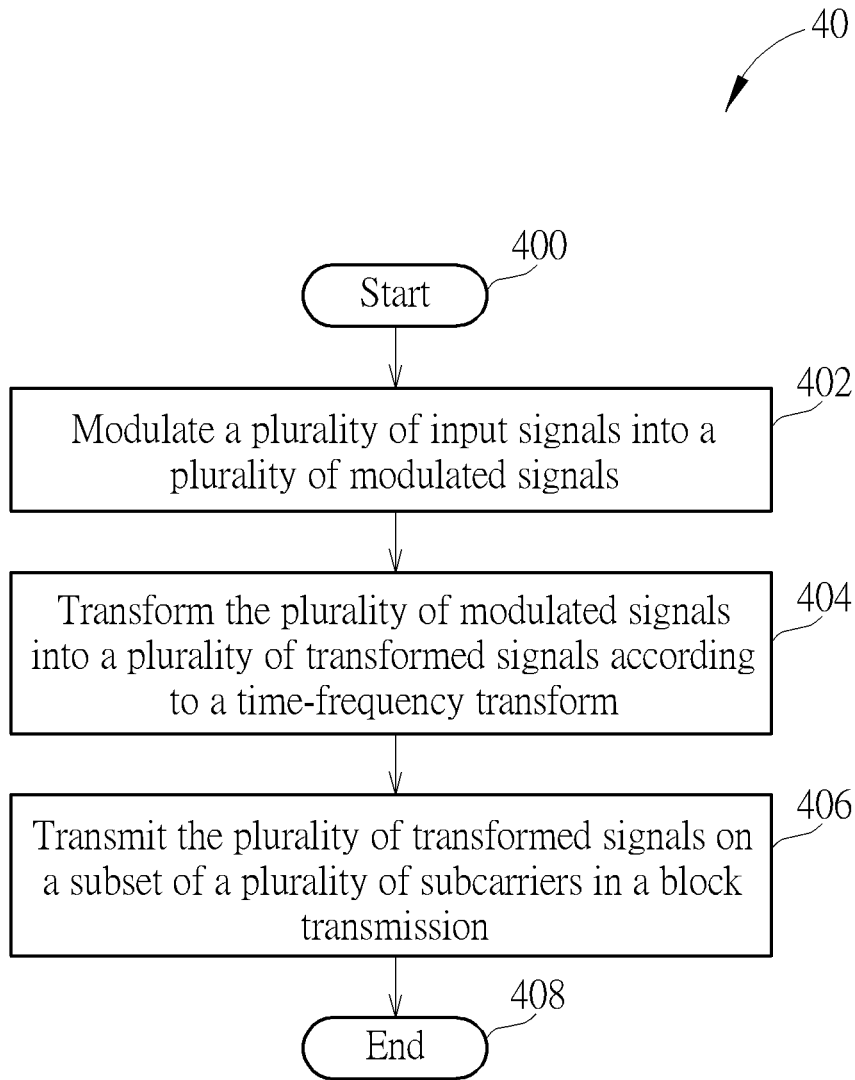 40
400
Start
402
Modulate a plurality of input signals into a
plurality of modulated signals
404
Transform the plurality of modulated signals
into a plurality of transformed signals according
to a time-frequency transform
406
Transmit the plurality of transformed signals on
a subset of a plurality of subcarriers in a block
transmission
408
End